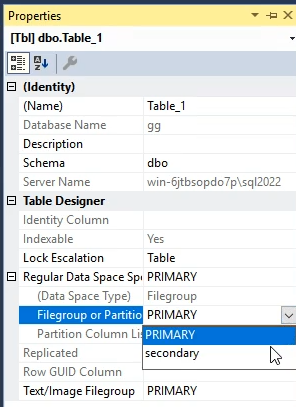 Properties
[Tbl] dbo.Table_1
(Identity)
(Name) Table_1
Database Name gg
Description
Schema dbo
Server Name win-6jtbsopdo7p\sql2022
Table Designer
Identity Column
Indexable Yes
Lock Escalation Table
Regular Data Space Sp PRIMARY
(Data Space Type) Filegroup
Filegroup or Partitio PRIMARY
Partition Column Lis PRIMARY
Replicated secondary
Row GUID Column
Text/Image Filegroup PRIMARY